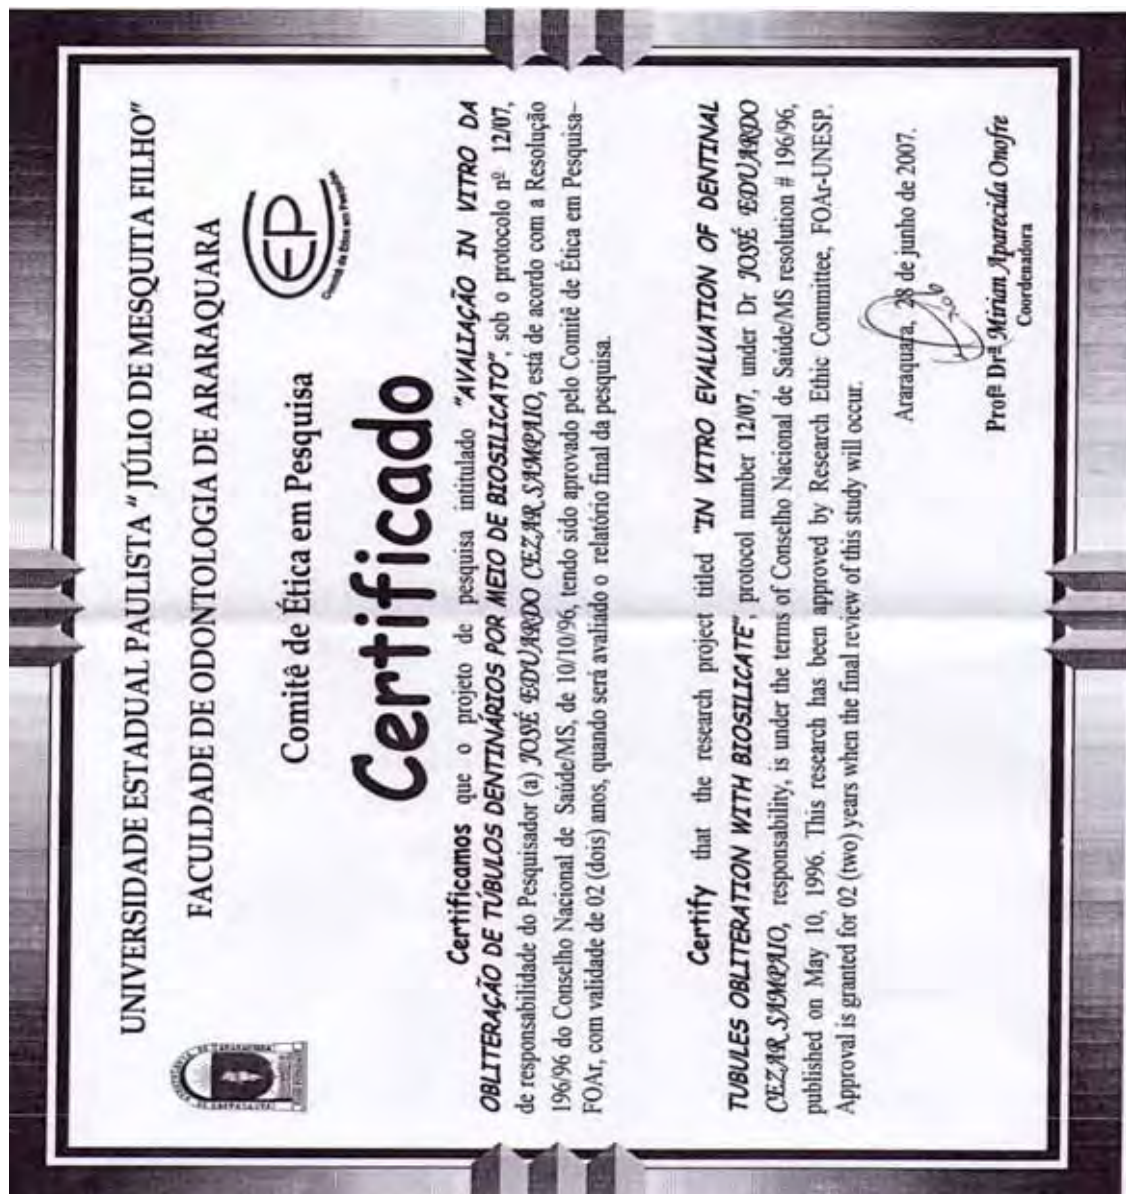 UNIVERSIDADE ESTADUAL PAULISTA “ JÚLIO DE MESQUITA FILHO”
FACULDADE DE ODONTOLOGIA DE ARARAQUARA
Comitê de Ética em Pesquisa
EP
Comitê de Ética em Pesquisa
Certificado
Certificamos que o projeto de pesquisa intitulado "AVALIAÇÃO IN VITRO DA
OBLITERAÇÃO DE TÚBULOS DENTINÁRIOS POR MEIO DE BIOSILICATO", sob o protocolo nº 12/07,
de responsabilidade do Pesquisador (a) JOSÉ EDUARDO CEZAR SAMPAIO, está de acordo com a Resolução
196/96 do Conselho Nacional de Saúde/MS, de 10/10/96, tendo sido aprovado pelo Comitê de Ética em Pesquisa-
FOAr, com validade de 02 (dois) anos, quando será avaliado o relatório final da pesquisa.
Certify that the research project titled "IN VITRO EVALUATION OF DENTINAL
TUBULES OBLITERATION WITH BIOSILICATE", protocol number 12/07, under Dr JOSÉ EDUARDO
CEZAR SAMPAIO, responsability, is under the terms of Conselho Nacional de Saúde/MS resolution # 196/96,
published on May 10, 1996. This research has been approved by Research Ethic Committee, FOAr-UNESP.
Approval is granted for 02 (two) years when the final review of this study will occur.
Araraquara, 28 de junho de 2007.
Profª Drª Mirian Aparecida Onofre
Coordenadora